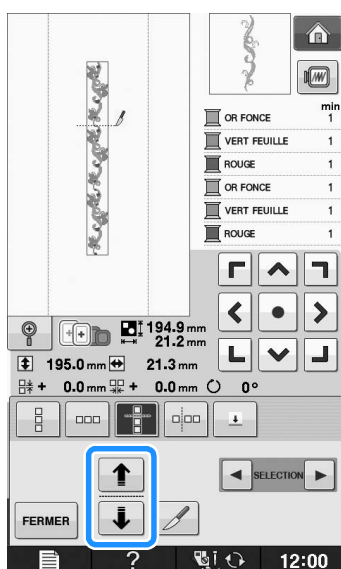 min
OR FONCE 1
VERT FEUILLE 1
ROUGE 1
OR FONCE 1
VERT FEUILLE 1
ROUGE 1
194.9 mm
21.2 mm
195.0 mm 21.3 mm
+ 0.0 mm + 0.0 mm 0°
SELECTION
FERMER
? 12:00